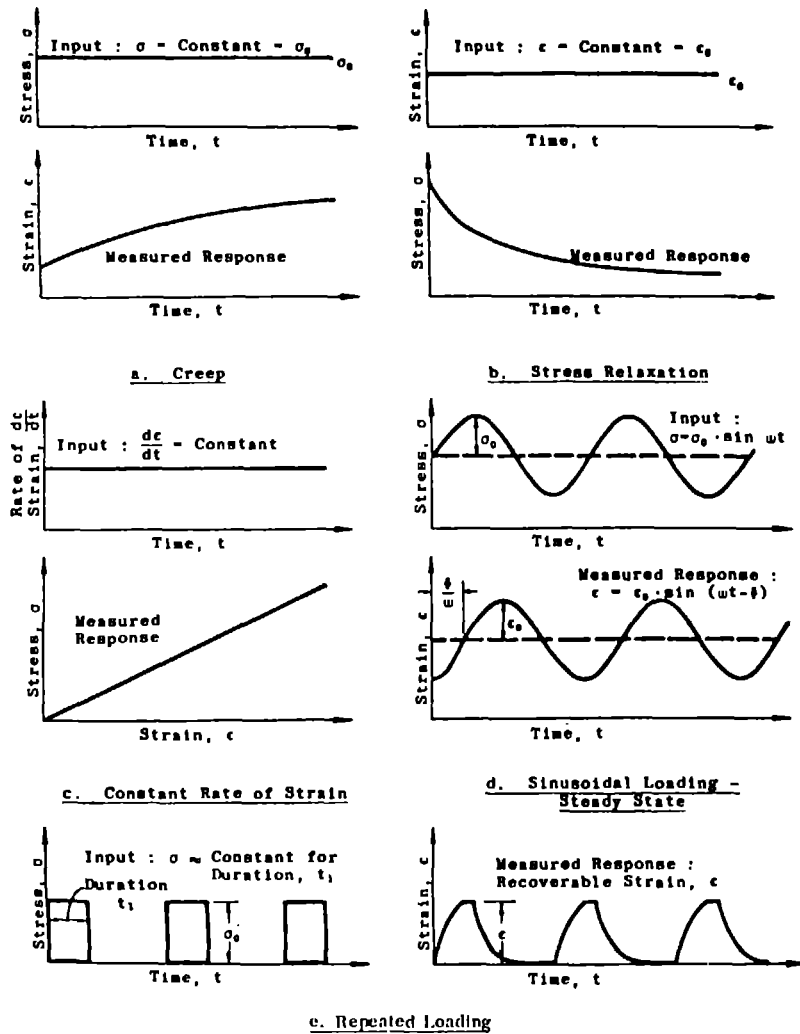 Stress, σ
Input : σ - Constant - σ₀
σ₀
Time, t
Strain, ε
Measured Response
Time, t
Strain, ε
Input : ε - Constant - ε₀
ε₀
Time, t
Stress, σ
Measured Response
Time, t
a. Creep
b. Stress Relaxation
Rate of dε/dt
Strain,
Input : dε/dt - Constant
Time, t
Stress, σ
Measured
Response
Strain, ε
Stress, σ
σ₀
Input :
σ=σ₀ ·sin ωt
Time, t
Strain, ε
ϕ/ω
Measured Response :
ε = ε₀ ·sin (ωt-ϕ)
ε₀
Time, t
c. Constant Rate of Strain
d. Sinusoidal Loading -
Steady State
Stress, σ
Input : σ ≈ Constant for
Duration, t₁
Duration
t₁
σ₀
Time, t
Strain, ε
Measured Response :
Recoverable Strain, ε
ε
Time, t
e. Repeated Loading